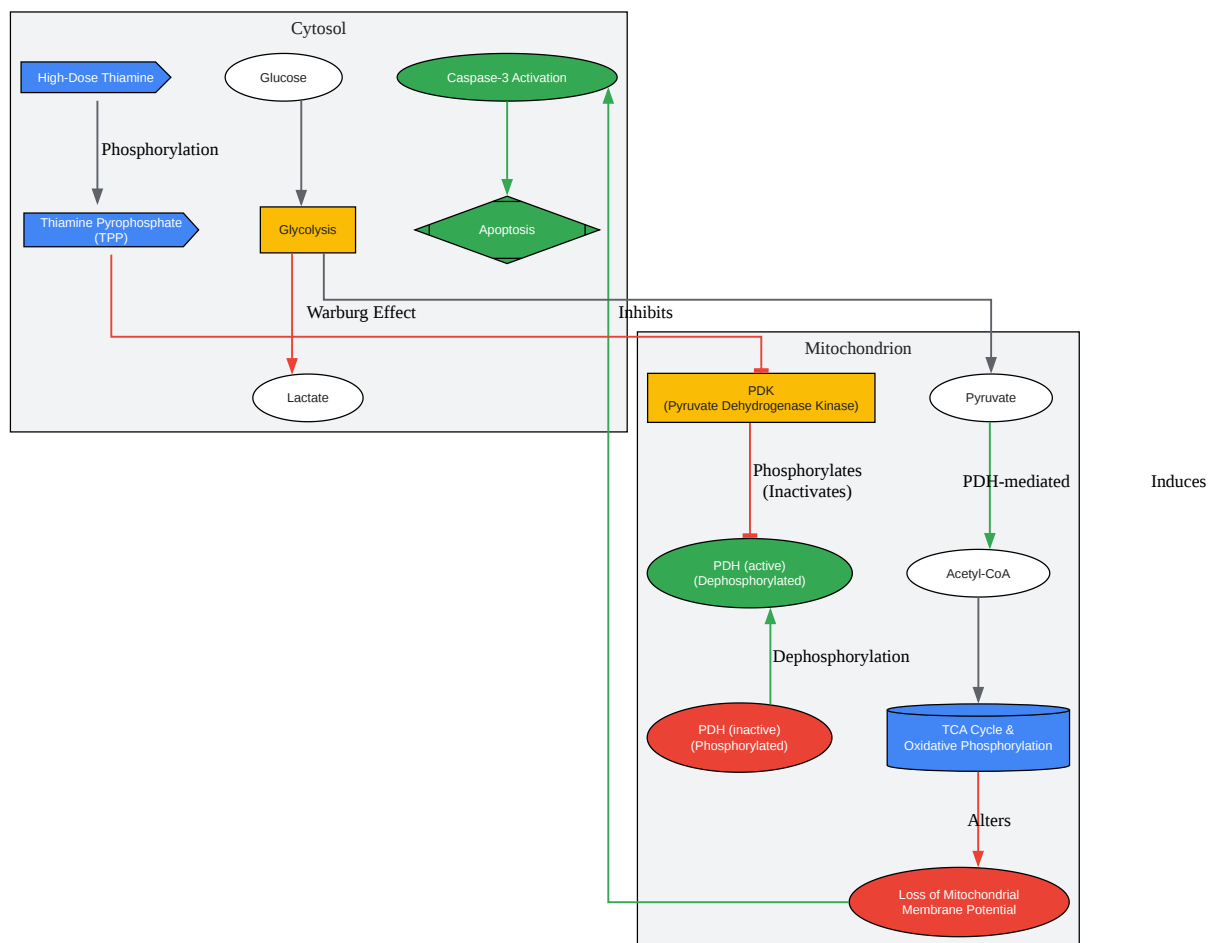 Cytosol
High-Dose Thiamine
Glucose
Caspase-3 Activation
Phosphorylation
Thiamine Pyrophosphate
(TPP)
Glycolysis
Apoptosis
Warburg Effect
Inhibits
Mitochondrion
Lactate
PDK
(Pyruvate Dehydrogenase Kinase)
Pyruvate
Phosphorylates
(Inactivates)
PDH-mediated
Induces
PDH (active)
(Dephosphorylated)
Acetyl-CoA
Dephosphorylation
PDH (inactive)
(Phosphorylated)
TCA Cycle &
Oxidative Phosphorylation
Alters
Loss of Mitochondrial
Membrane Potential